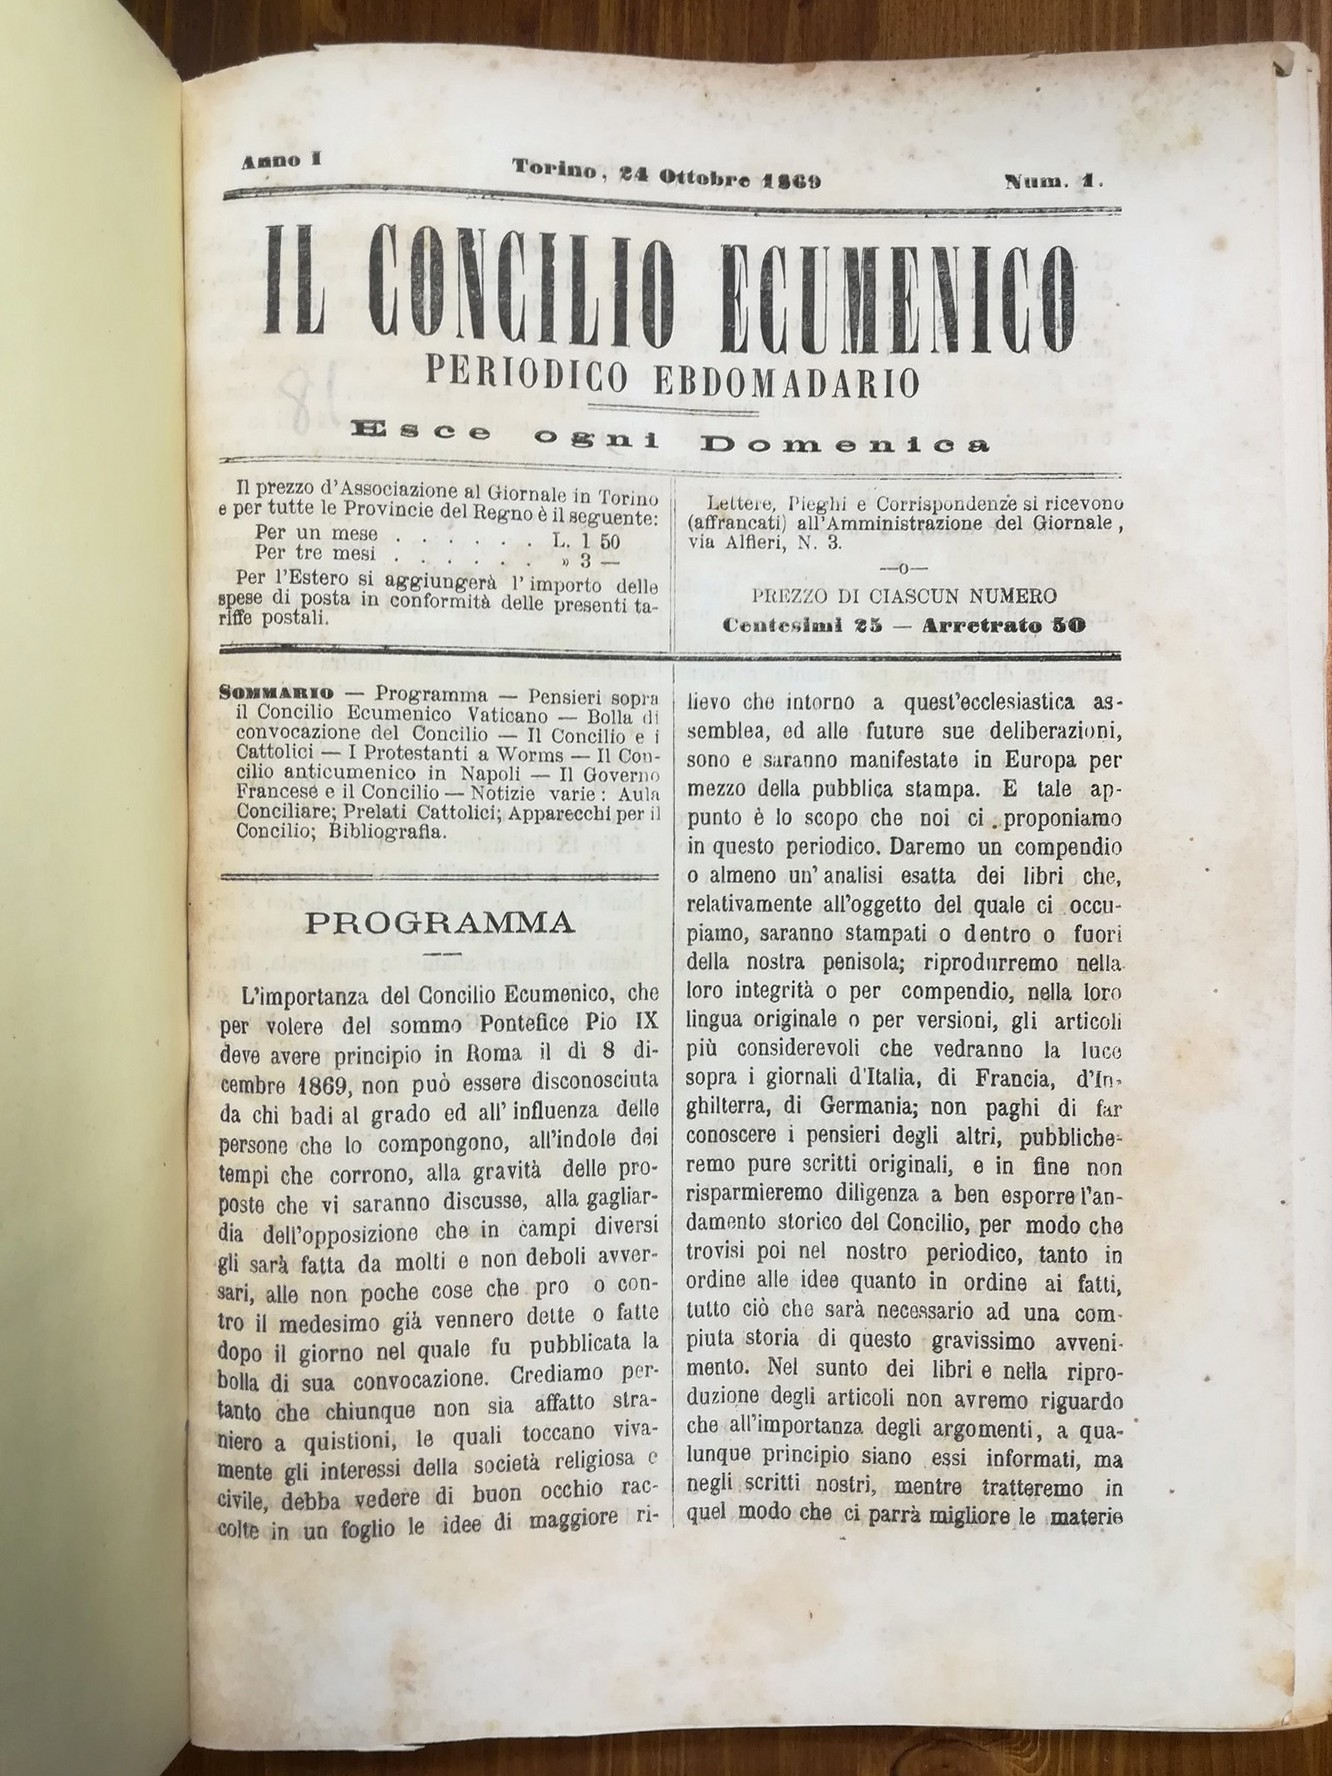 Anno I
Torino, 24 Ottobre 1869
Num. 1.
IL CONCILIO ECUMENICO
PERIODICO EBDOMADARIO
Esce ogni Domenica
Il prezzo d'Associazione al Giornale in Torino
e per tutte le Provincie del Regno è il seguente:
Per un mese . . . . . . L. 1 50
Per tre mesi . . . . . . » 3 —
Per l'Estero si aggiungerà l'importo delle
spese di posta in conformità delle presenti ta-
riffe postali.
Lettere, Pieghi e Corrispondenze si ricevono
(affrancati) all'Amministrazione del Giornale,
via Alfieri, N. 3.
—o—
PREZZO DI CIASCUN NUMERO
Centesimi 25 — Arretrato 50
SOMMARIO — Programma — Pensieri sopra
il Concilio Ecumenico Vaticano — Bolla di
convocazione del Concilio — Il Concilio e i
Cattolici — I Protestanti a Worms — Il Con-
cilio anticumenico in Napoli — Il Governo
Francese e il Concilio — Notizie varie: Aula
Conciliare; Prelati Cattolici; Apparecchi per il
Concilio; Bibliografia.
PROGRAMMA
L'importanza del Concilio Ecumenico, che
per volere del sommo Pontefice Pio IX
deve avere principio in Roma il dì 8 di-
cembre 1869, non può essere disconosciuta
da chi badi al grado ed all'influenza delle
persone che lo compongono, all'indole dei
tempi che corrono, alla gravità delle pro-
poste che vi saranno discusse, alla gagliar-
dia dell'opposizione che in campi diversi
gli sarà fatta da molti e non deboli avver-
sari, alle non poche cose che pro o con-
tro il medesimo già vennero dette o fatte
dopo il giorno nel quale fu pubblicata la
bolla di sua convocazione. Crediamo per-
tanto che chiunque non sia affatto stra-
niero a quistioni, le quali toccano viva-
mente gli interessi della società religiosa e
civile, debba vedere di buon occhio rac-
colte in un foglio le idee di maggiore ri-
lievo che intorno a quest'ecclesiastica as-
semblea, ed alle future sue deliberazioni,
sono e saranno manifestate in Europa per
mezzo della pubblica stampa. E tale ap-
punto è lo scopo che noi ci proponiamo
in questo periodico. Daremo un compendio
o almeno un'analisi esatta dei libri che,
relativamente all'oggetto del quale ci occu-
piamo, saranno stampati o dentro o fuori
della nostra penisola; riprodurremo nella
loro integrità o per compendio, nella loro
lingua originale o per versioni, gli articoli
più considerevoli che vedranno la luce
sopra i giornali d'Italia, di Francia, d'In-
ghilterra, di Germania; non paghi di far
conoscere i pensieri degli altri, pubbliche-
remo pure scritti originali, e in fine non
risparmieremo diligenza a ben esporre l'an-
damento storico del Concilio, per modo che
trovisi poi nel nostro periodico, tanto in
ordine alle idee quanto in ordine ai fatti,
tutto ciò che sarà necessario ad una com-
piuta storia di questo gravissimo avveni-
mento. Nel sunto dei libri e nella ripro-
duzione degli articoli non avremo riguardo
che all'importanza degli argomenti, a qua-
lunque principio siano essi informati, ma
negli scritti nostri, mentre tratteremo in
quel modo che ci parrà migliore le materie